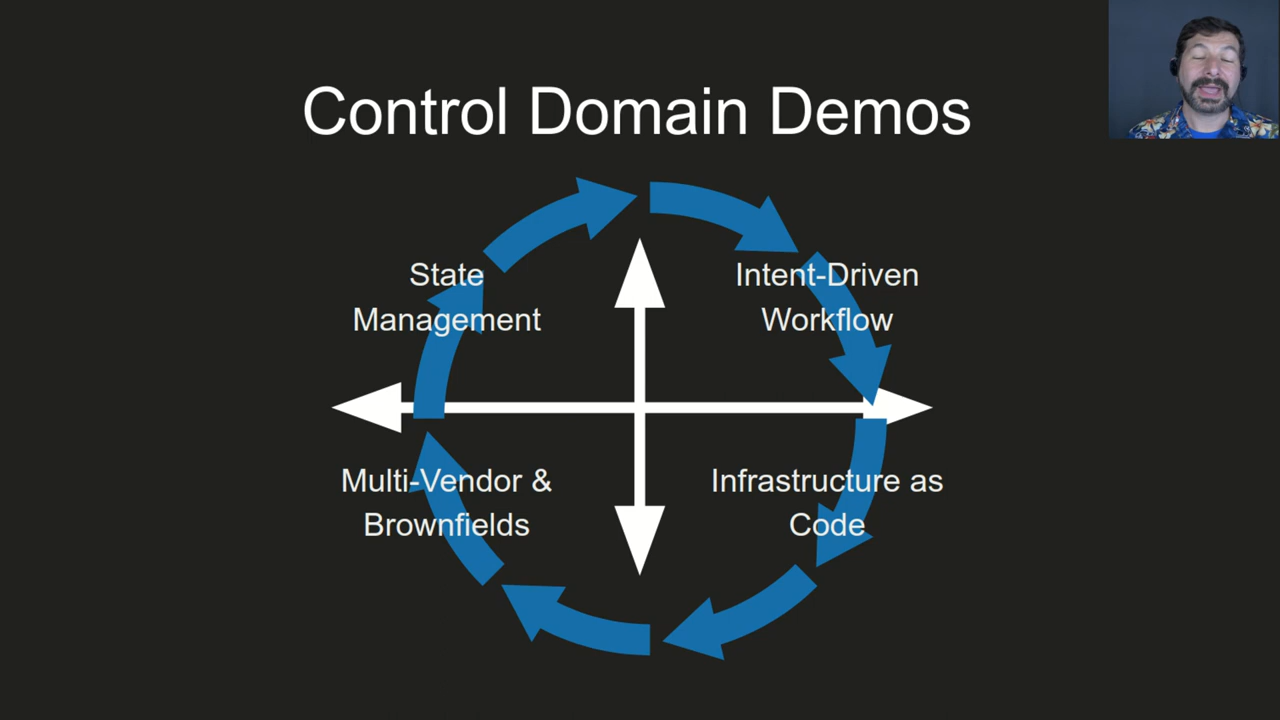 Control Domain Demos
State
Management
Intent-Driven
Workflow
Multi-Vendor &
Brownfields
Infrastructure as
Code